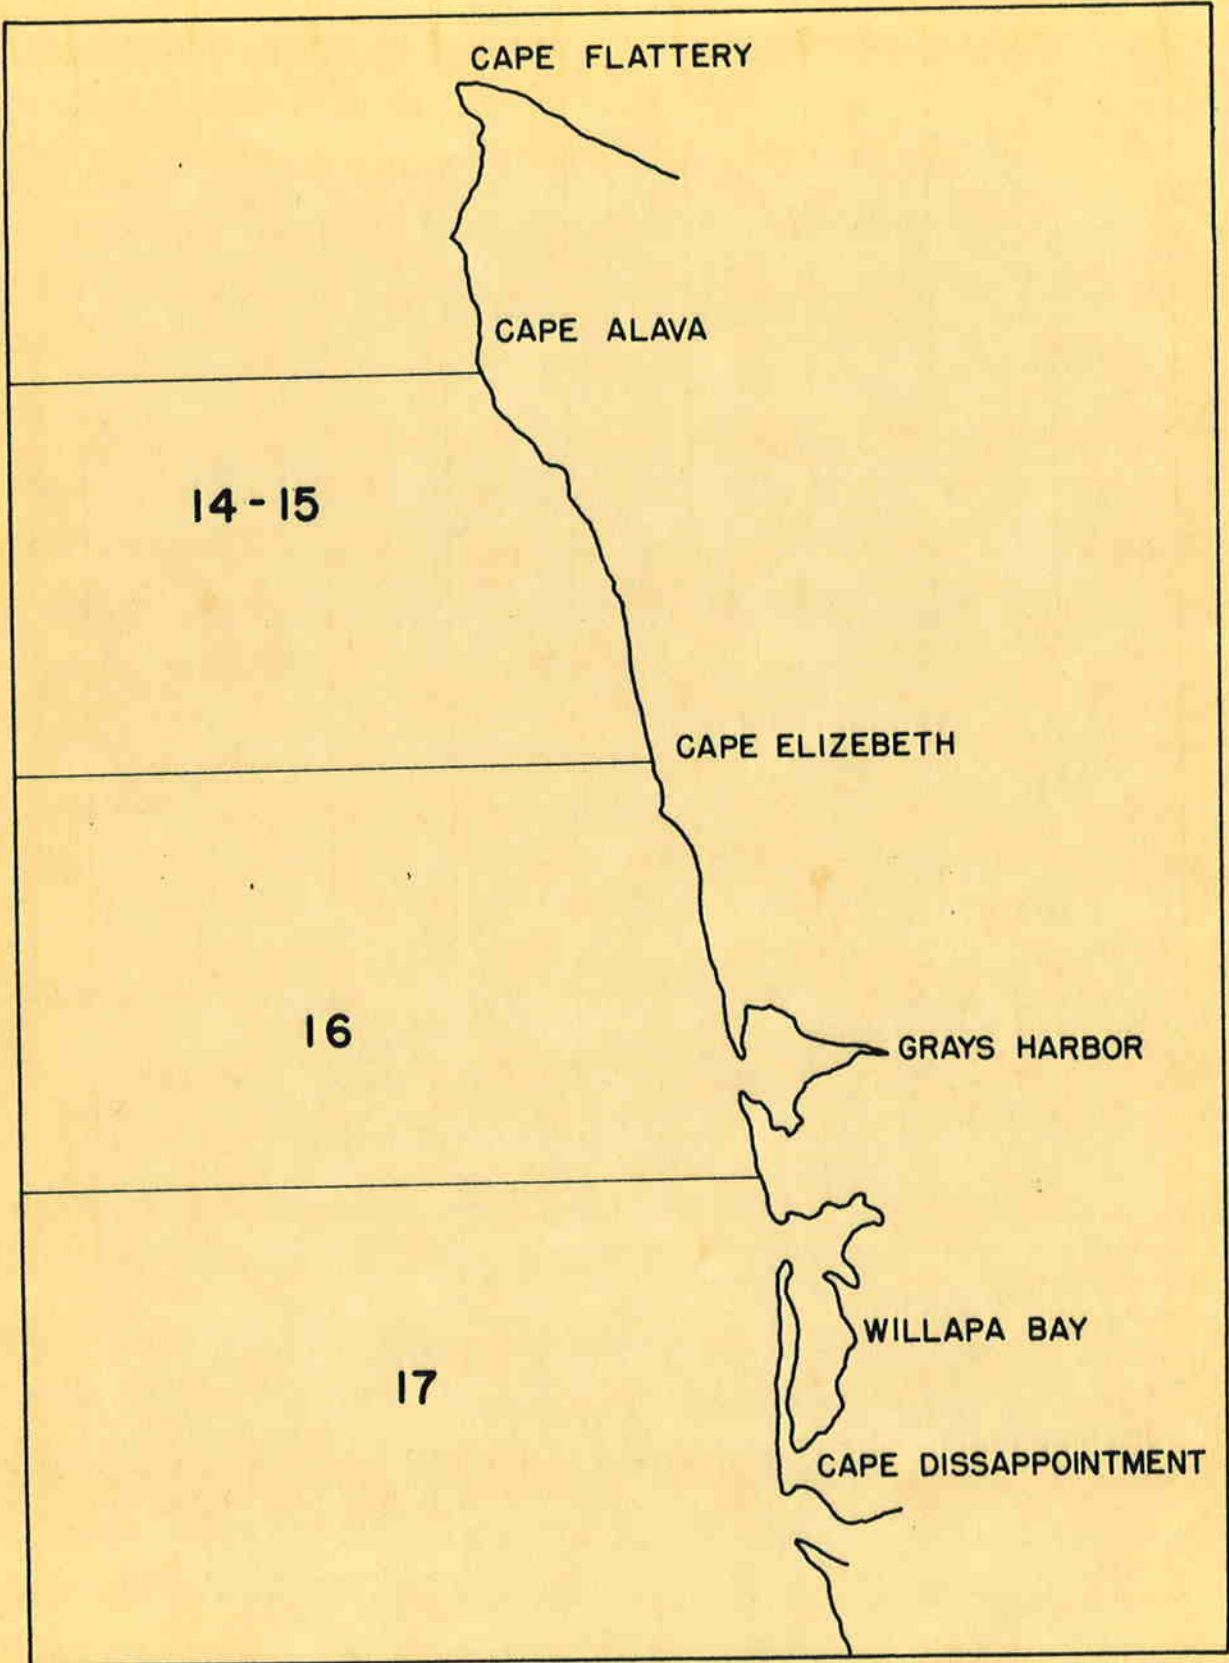 CAPE FLATTERY
CAPE ALAVA
14-15
CAPE ELIZEBETH
16
GRAYS HARBOR
WILLAPA BAY
17
CAPE DISSAPPOINTMENT